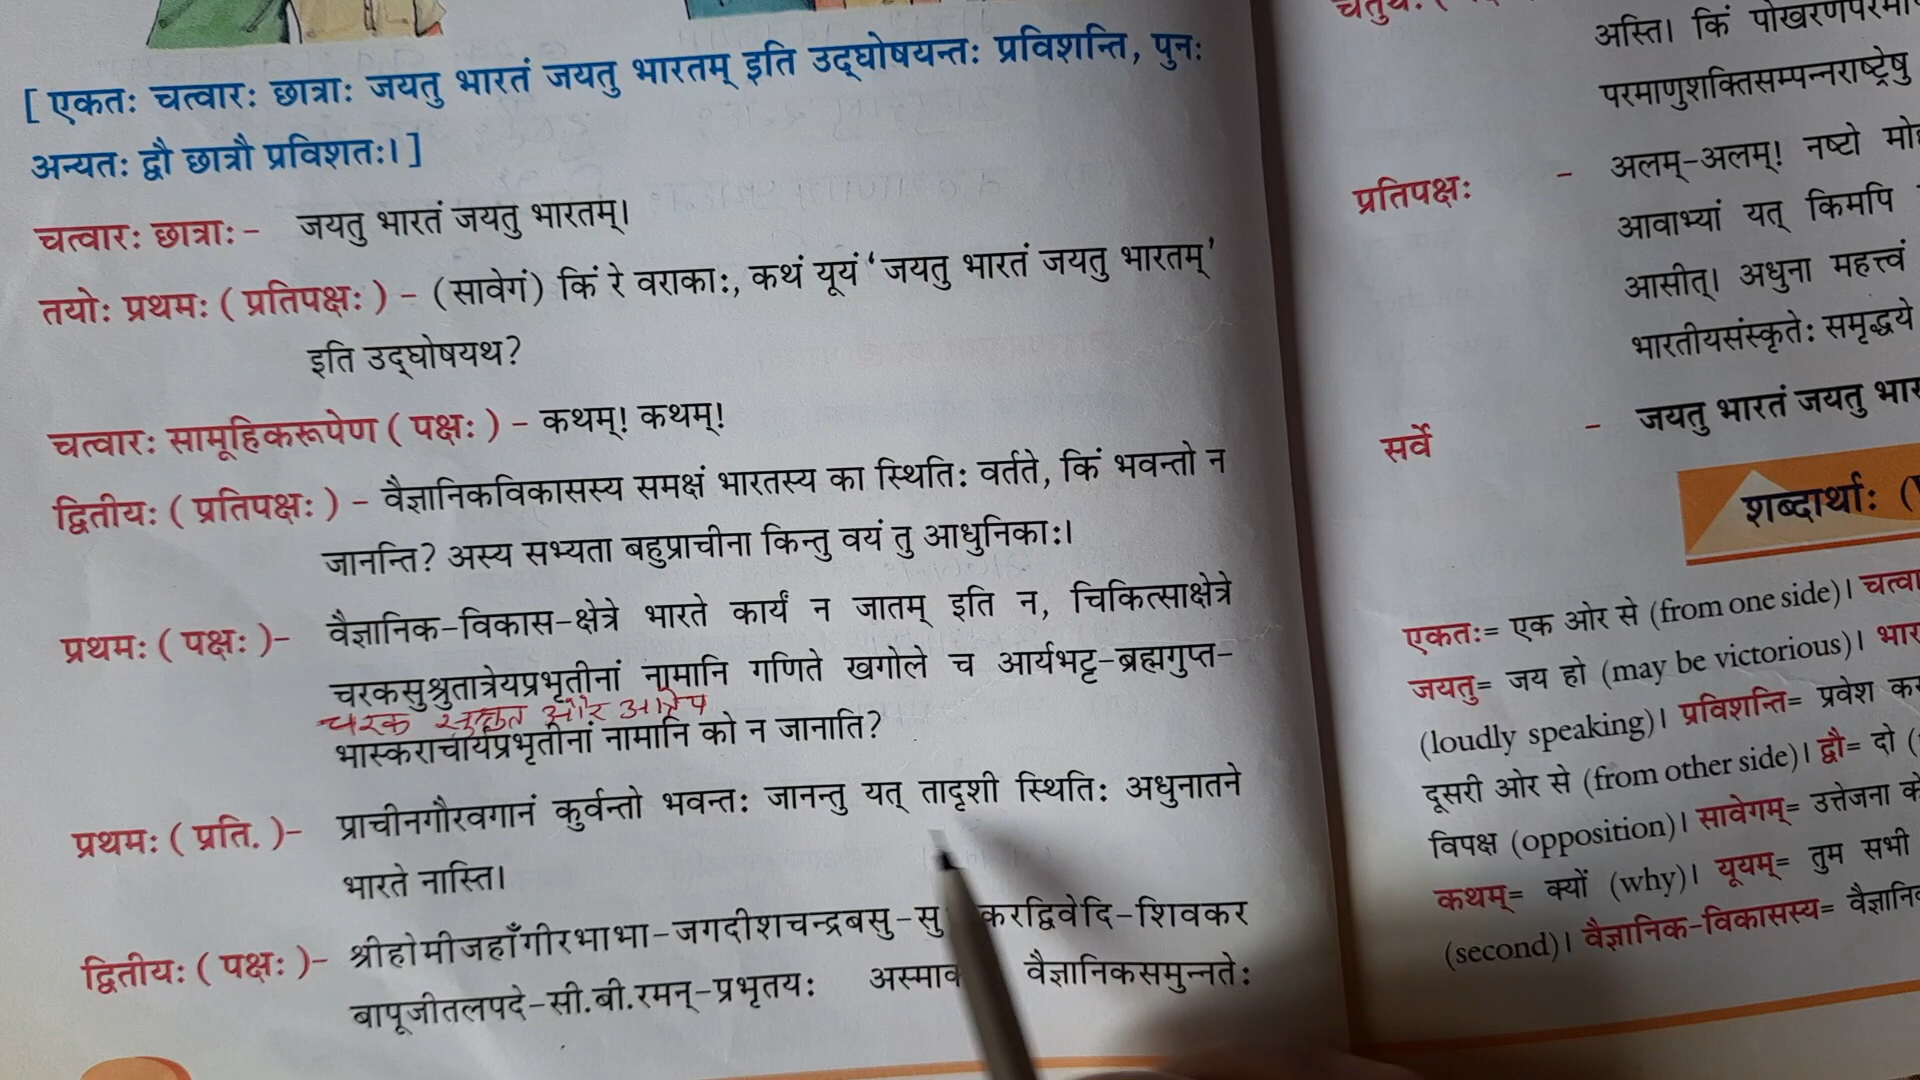 [ एकतः चत्वारः छात्राः जयतु भारतं जयतु भारतम् इति उद्घोषयन्तः प्रविशन्ति, पुनः
अन्यतः द्वौ छात्रौ प्रविशतः। ]
चत्वारः छात्राः - जयतु भारतं जयतु भारतम्।
तयोः प्रथमः ( प्रतिपक्षः ) - (सावेगं) किं रे वराकाः, कथं यूयं 'जयतु भारतं जयतु भारतम्'
इति उद्घोषयथ?
चत्वारः सामूहिकरूपेण ( पक्षः ) - कथम्! कथम्!
द्वितीयः ( प्रतिपक्षः ) - वैज्ञानिकविकासस्य समक्षं भारतस्य का स्थितिः वर्तते, किं भवन्तो न
जानन्ति? अस्य सभ्यता बहुप्राचीना किन्तु वयं तु आधुनिकाः।
प्रथमः ( पक्षः )- वैज्ञानिक-विकास-क्षेत्रे भारते कार्यं न जातम् इति न, चिकित्साक्षेत्रे
चरकसुश्रुतात्रेयप्रभृतीनां नामानि गणिते खगोले च आर्यभट्ट-ब्रह्मगुप्त-
चरक सुश्रुत और आत्रेय
भास्कराचार्यप्रभृतीनां नामानि को न जानाति?
प्रथमः ( प्रति. )- प्राचीनगौरवगानं कुर्वन्तो भवन्तः जानन्तु यत् तादृशी स्थितिः अधुनातने
भारते नास्ति।
द्वितीयः ( पक्षः )- श्रीहोमीजहाँगीरभाभा-जगदीशचन्द्रबसु-सु करद्विवेदि-शिवकर
बापूजीतलपदे-सी.बी.रमन्-प्रभृतयः वैज्ञानिकसमुन्नतेः
अस्ति। किं
परमाणुशक्तिसम्पन्नराष्ट्रेषु
प्रतिपक्षः - अलम्-अलम्! नष्टो
आवाभ्यां यत् किमपि
आसीत्। अधुना महत्त्वं
भारतीयसंस्कृतेः समृद्धये
सर्वे - जयतु भारतं जयतु
शब्दार्थाः
एकतः= एक ओर से (from one side)।
जयतु= जय हो (may be victorious)।
(loudly speaking)। प्रविशन्ति= प्रवेश
दूसरी ओर से (from other side)। द्वौ= दो
विपक्ष (opposition)। सावेगम्= उत्तेजना
कथम्= क्यों (why)। यूयम्= तुम सभी
(second)। वैज्ञानिक-विकासस्य=